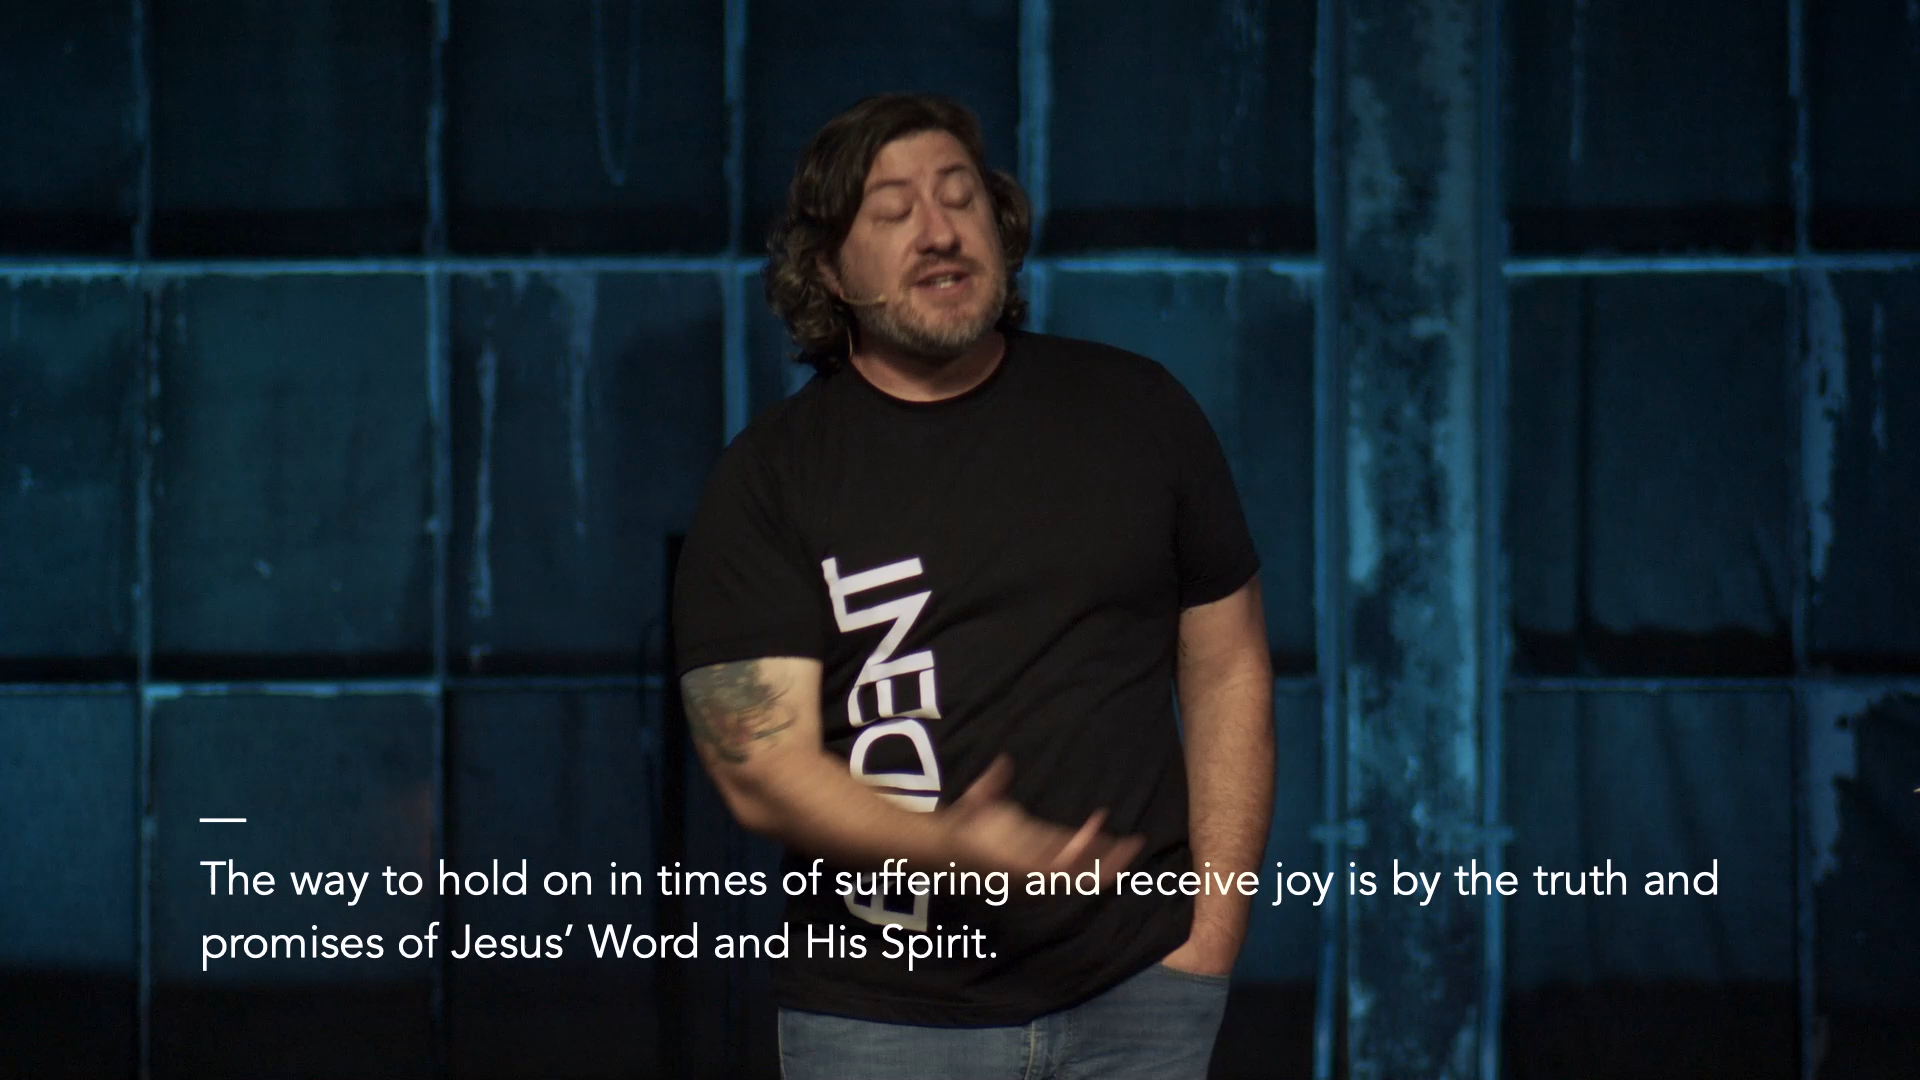 The way to hold on in times of suffering and receive joy is by the truth and
promises of Jesus’ Word and His Spirit.